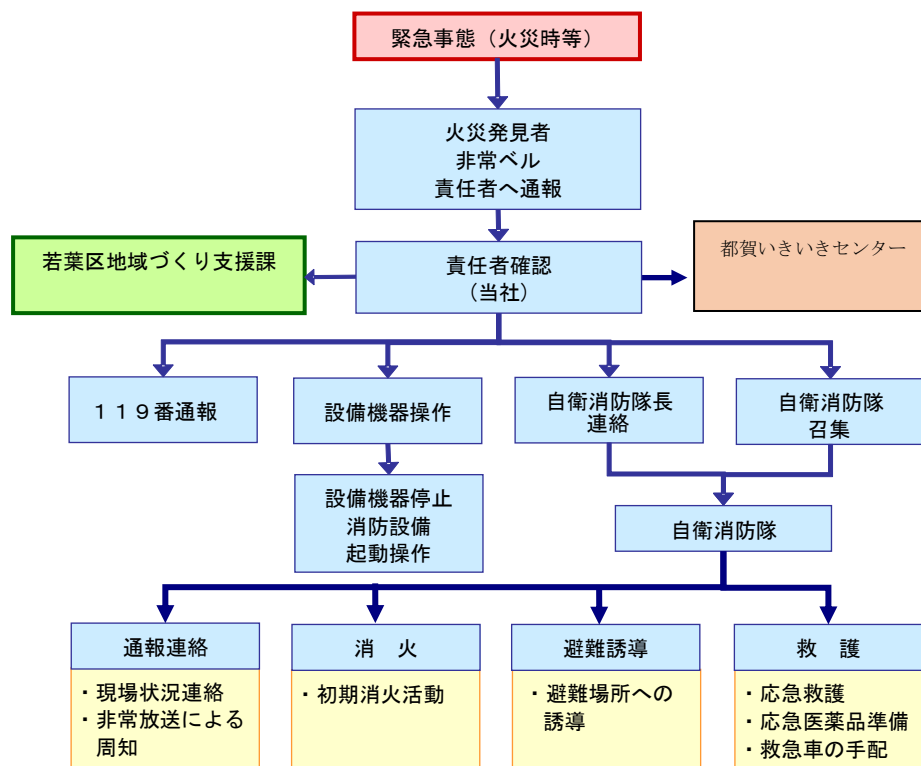 緊急事態（火災時等）
火災発見者
非常ベル
責任者へ通報
若葉区地域づくり支援課
責任者確認
（当社）
都賀いきいきセンター
１１９番通報
設備機器操作
自衛消防隊長
連絡
自衛消防隊
召集
設備機器停止
消防設備
起動操作
自衛消防隊
通報連絡
・現場状況連絡
・非常放送による
周知
消　火
・初期消火活動
避難誘導
・避難場所への
誘導
救　護
・応急救護
・応急医薬品準備
・救急車の手配